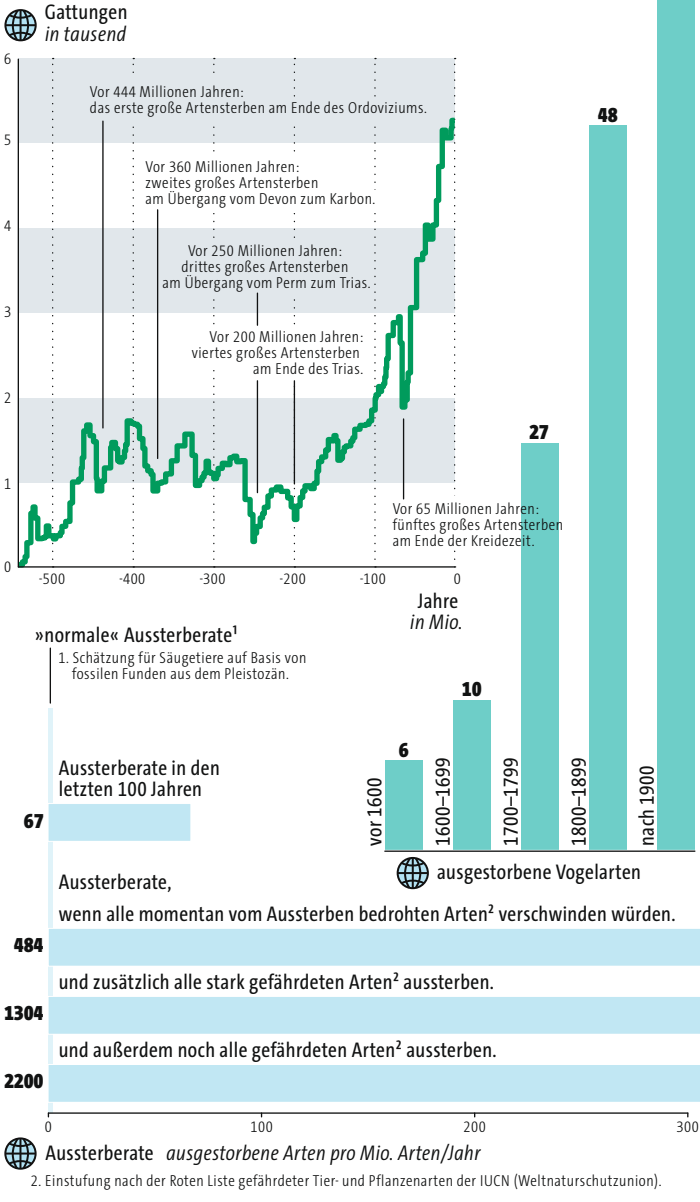 Gattungen
in tausend
6
5
4
3
2
1
0
Vor 444 Millionen Jahren:
das erste große Artensterben am Ende des Ordoviziums.
Vor 360 Millionen Jahren:
zweites großes Artensterben
am Übergang vom Devon zum Karbon.
Vor 250 Millionen Jahren:
drittes großes Artensterben
am Übergang vom Perm zum Trias.
Vor 200 Millionen Jahren:
viertes großes Artensterben
am Ende des Trias.
Vor 65 Millionen Jahren:
fünftes großes Artensterben
am Ende der Kreidezeit.
-500 -400 -300 -200 -100 0
Jahre
in Mio.
48
27
10
6
vor 1600
1600–1699
1700–1799
1800–1899
nach 1900
ausgestorbene Vogelarten
»normale« Aussterberate¹
1. Schätzung für Säugetiere auf Basis von
fossilen Funden aus dem Pleistozän.
Aussterberate in den
letzten 100 Jahren
67
Aussterberate,
wenn alle momentan vom Aussterben bedrohten Arten² verschwinden würden.
484
und zusätzlich alle stark gefährdeten Arten² aussterben.
1304
und außerdem noch alle gefährdeten Arten² aussterben.
2200
0 100 200 300
Aussterberate ausgestorbene Arten pro Mio. Arten/Jahr
2. Einstufung nach der Roten Liste gefährdeter Tier- und Pflanzenarten der IUCN (Weltnaturschutzunion).